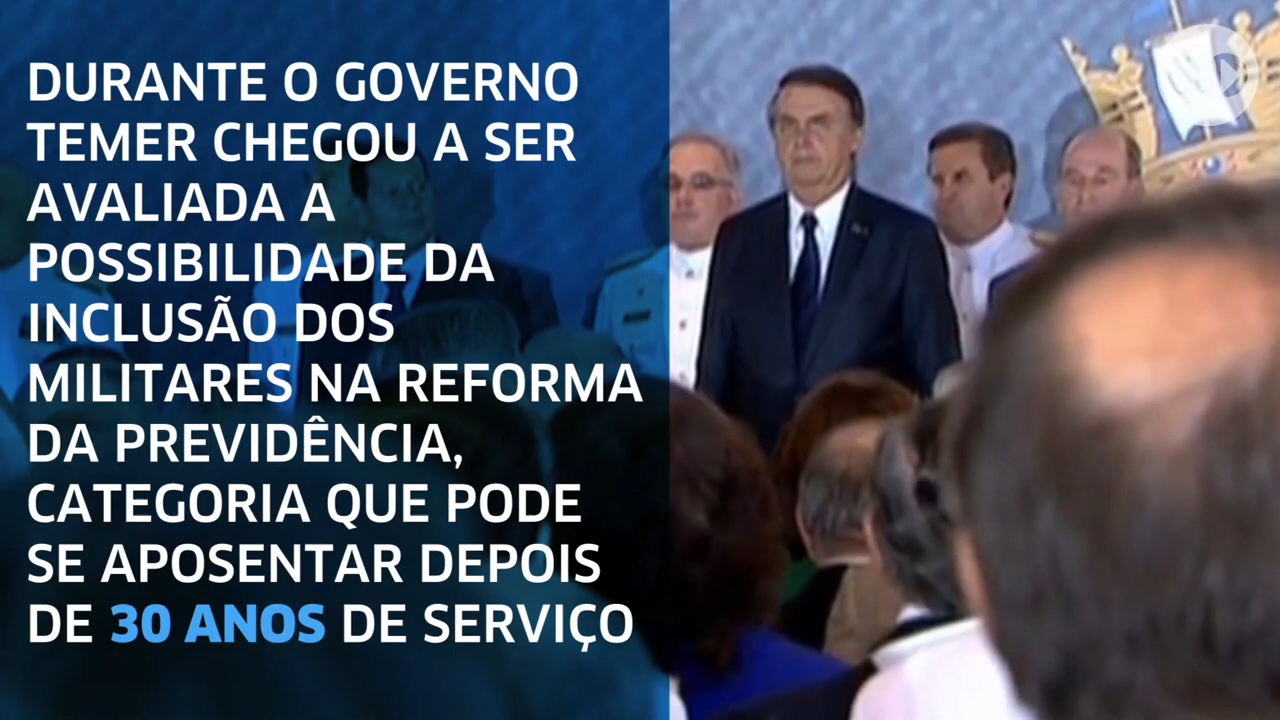 DURANTE O GOVERNO
TEMER CHEGOU A SER
AVALIADA A
POSSIBILIDADE DA
INCLUSÃO DOS
MILITARES NA REFORMA
DA PREVIDÊNCIA,
CATEGORIA QUE PODE
SE APOSENTAR DEPOIS
DE 30 ANOS DE SERVIÇO